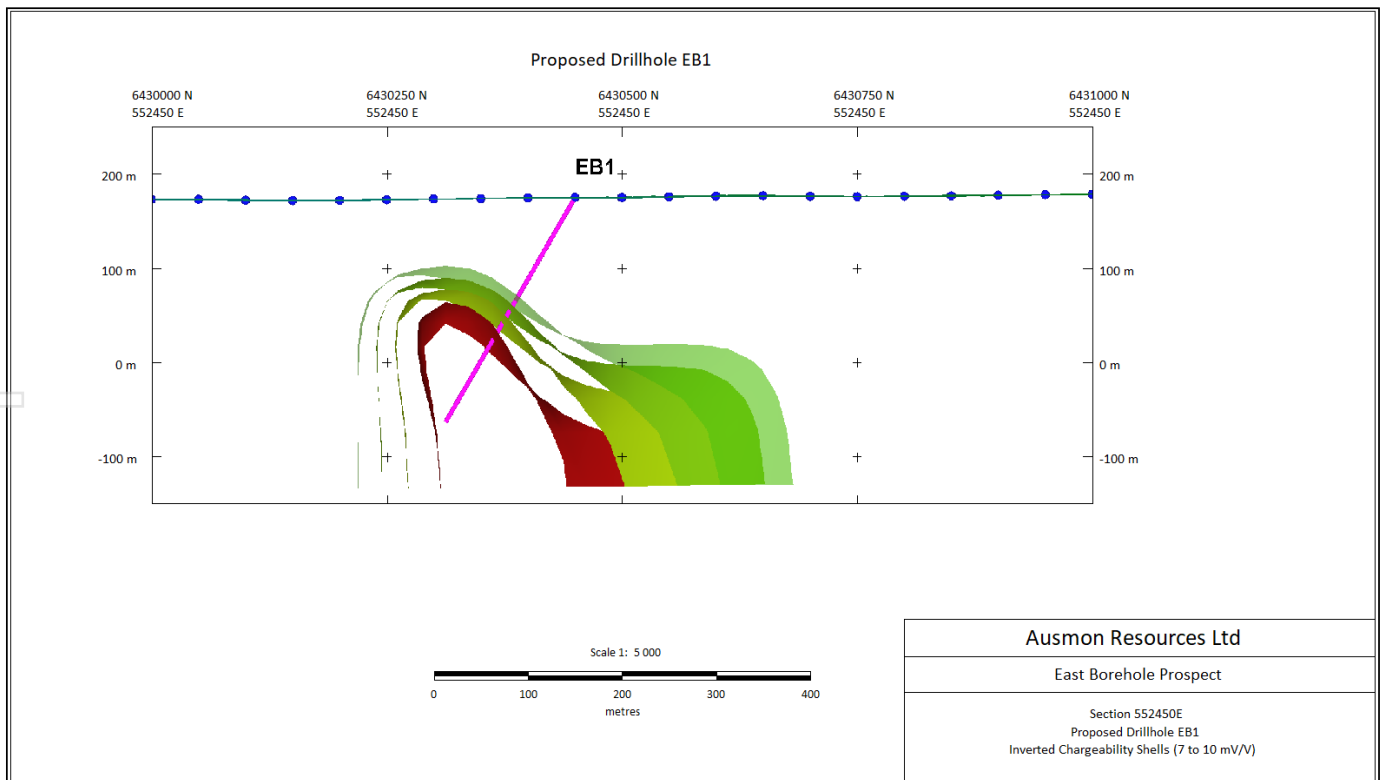 Proposed Drillhole EB1
6430000 N 6430250 N 6430500 N 6430750 N 6431000 N
552450 E 552450 E 552450 E 552450 E 552450 E
EB1
200 m 200 m
100 m 100 m
0 m 0 m
-100 m -100 m
Scale 1: 5 000
0 100 200 300 400
metres
Ausmon Resources Ltd
East Borehole Prospect
Section 552450E
Proposed Drillhole EB1
Inverted Chargeability Shells (7 to 10 mV/V)